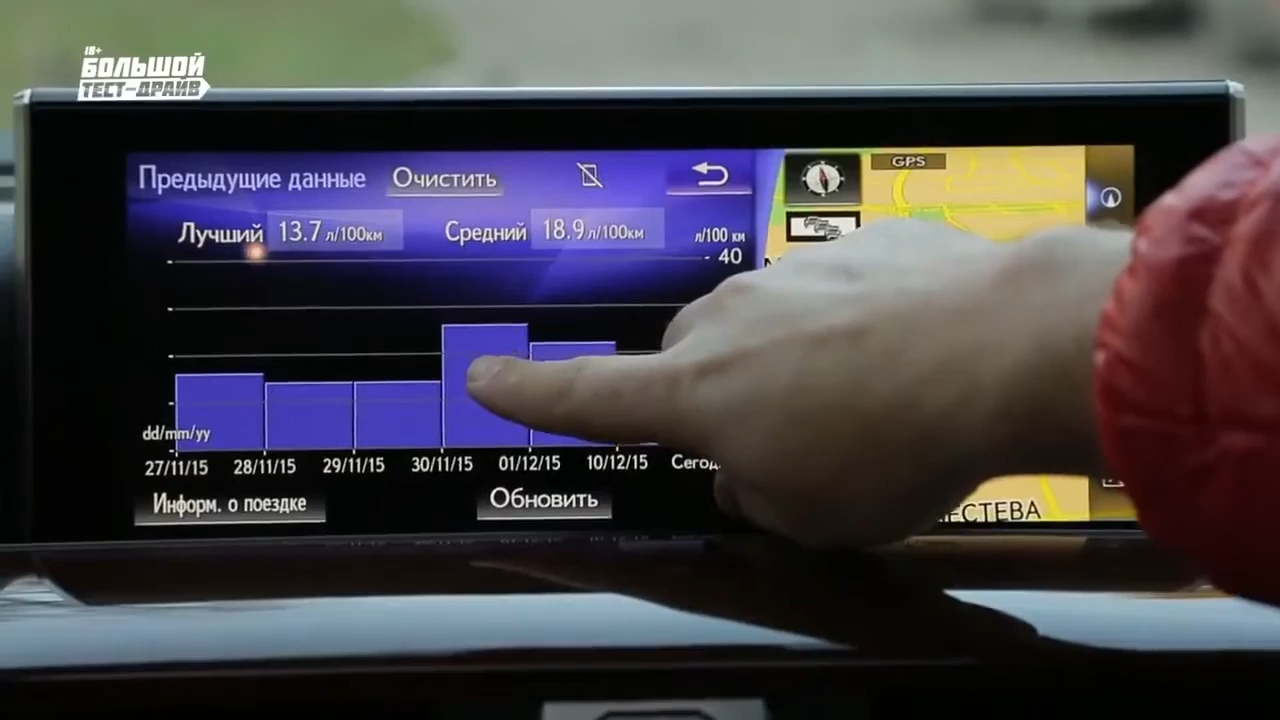 18+
БОЛЬШОЙ
ТЕСТ-ДРАЙВ
Предыдущие данные Очистить
GPS
Лучший 13.7 л/100км Средний 18.9 л/100км л/100 км
40
dd/mm/yy
27/11/15 28/11/15 29/11/15 30/11/15 01/12/15 10/12/15
Информ. о поездке Обновить